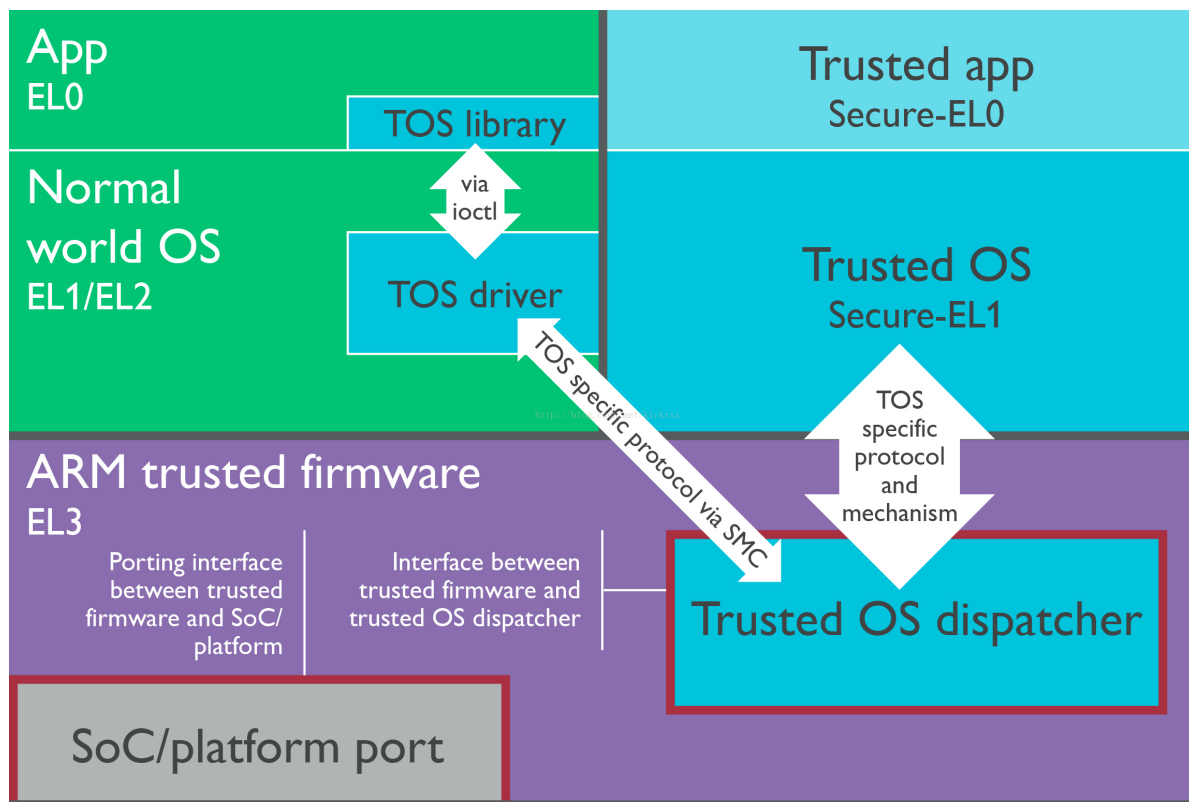 App
EL0
TOS library
Trusted app
Secure-EL0
Normal
world OS
EL1/EL2
via
ioctl
TOS driver
Trusted OS
Secure-EL1
TOS specific protocol via SMC
TOS
specific
protocol
and
mechanism
ARM trusted firmware
EL3
Porting interface
between trusted
firmware and SoC/
platform
Interface between
trusted firmware and
trusted OS dispatcher
Trusted OS dispatcher
SoC/platform port